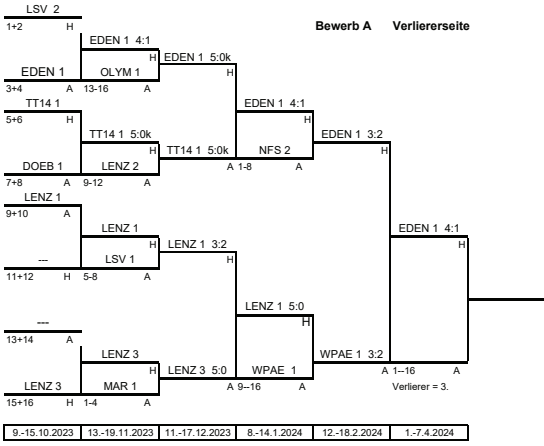 LSV 2
1+2 H
Bewerb A Verliererseite
EDEN 1 4:1
H EDEN 1 5:0k
EDEN 1 OLYM 1 H
3+4 A 13-16 A
TT14 1 EDEN 1 4:1
5+6 H H
TT14 1 5:0k EDEN 1 3:2
H TT14 1 5:0k NFS 2 H
DOEB 1 LENZ 2 A 1-8 A
7+8 A 9-12 A
LENZ 1
9+10 A
LENZ 1 EDEN 1 4:1
H LENZ 1 3:2 H
--- LSV 1 H
11+12 H 5-8 A
LENZ 1 5:0
H
---
13+14 A
LENZ 3 WPAE 1 3:2
H LENZ 3 5:0 WPAE 1 A 1--16 A
LENZ 3 MAR 1 A 9--16 A Verlierer = 3.
15+16 H 1-4 A
9.-15.10.2023 13.-19.11.2023 11.-17.12.2023 8.-14.1.2024 12.-18.2.2024 1.-7.4.2024